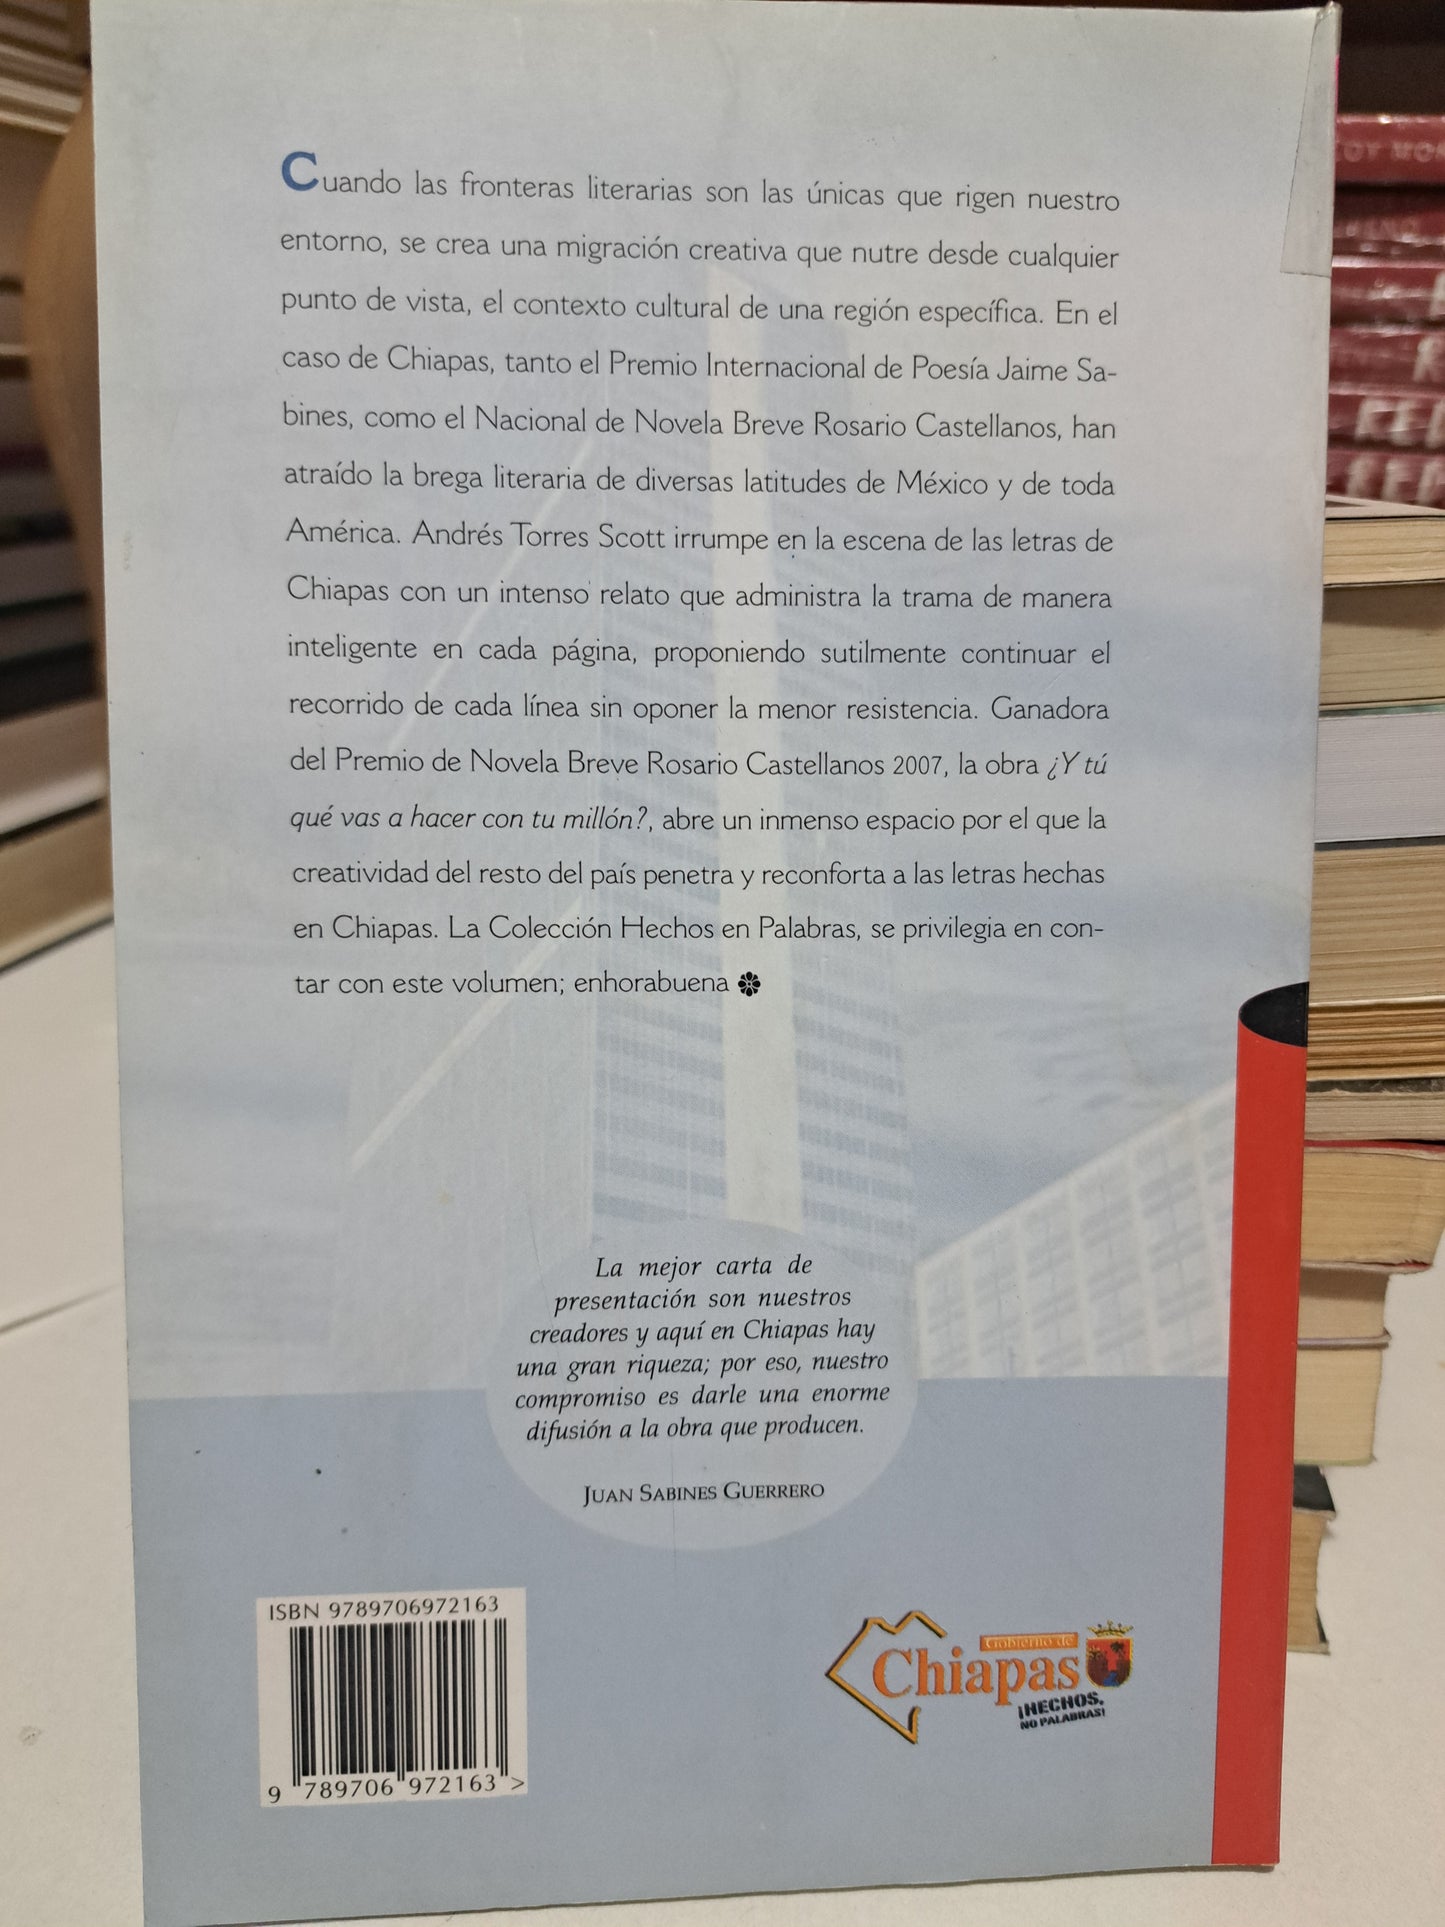 Cuando las fronteras literarias son las únicas que rigen nuestro
entorno, se crea una migración creativa que nutre desde cualquier
punto de vista, el contexto cultural de una región específica. En el
caso de Chiapas, tanto el Premio Internacional de Poesía Jaime Sa-
bines, como el Nacional de Novela Breve Rosario Castellanos, han
atraído la brega literaria de diversas latitudes de México y de toda
América. Andrés Torres Scott irrumpe en la escena de las letras de
Chiapas con un intenso relato que administra la trama de manera
inteligente en cada página, proponiendo sutilmente continuar el
recorrido de cada línea sin oponer la menor resistencia. Ganadora
del Premio de Novela Breve Rosario Castellanos 2007, la obra ¿Y tú
qué vas a hacer con tu millón?, abre un inmenso espacio por el que la
creatividad del resto del país penetra y reconforta a las letras hechas
en Chiapas. La Colección Hechos en Palabras, se privilegia en con-
tar con este volumen; enhorabuena
La mejor carta de
presentación son nuestros
creadores y aquí en Chiapas hay
una gran riqueza; por eso, nuestro
compromiso es darle una enorme
difusión a la obra que producen.
JUAN SABINES GUERRERO
ISBN 9789706972163
9 789706 972163 >
Gobierno de
Chiapas
¡HECHOS,
NO PALABRAS!